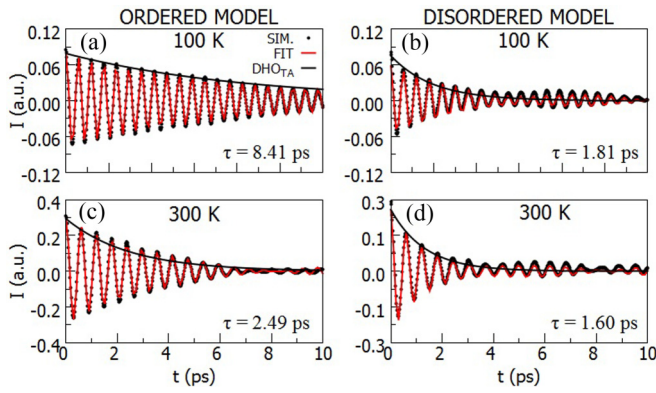 ORDERED MODEL
DISORDERED MODEL
(a)
100 K
SIM.
FIT
DHO_TA
0.12
0.06
0.00
-0.06
-0.12
τ = 8.41 ps
(b)
100 K
0.12
0.06
0.00
-0.06
-0.12
τ = 1.81 ps
(c)
300 K
0.4
0.2
0.0
-0.2
-0.4
τ = 2.49 ps
(d)
300 K
0.3
0.1
0.0
-0.1
-0.3
τ = 1.60 ps
I (a.u.)
I (a.u.)
0 2 4 6 8 10
0 2 4 6 8 10
t (ps)
t (ps)